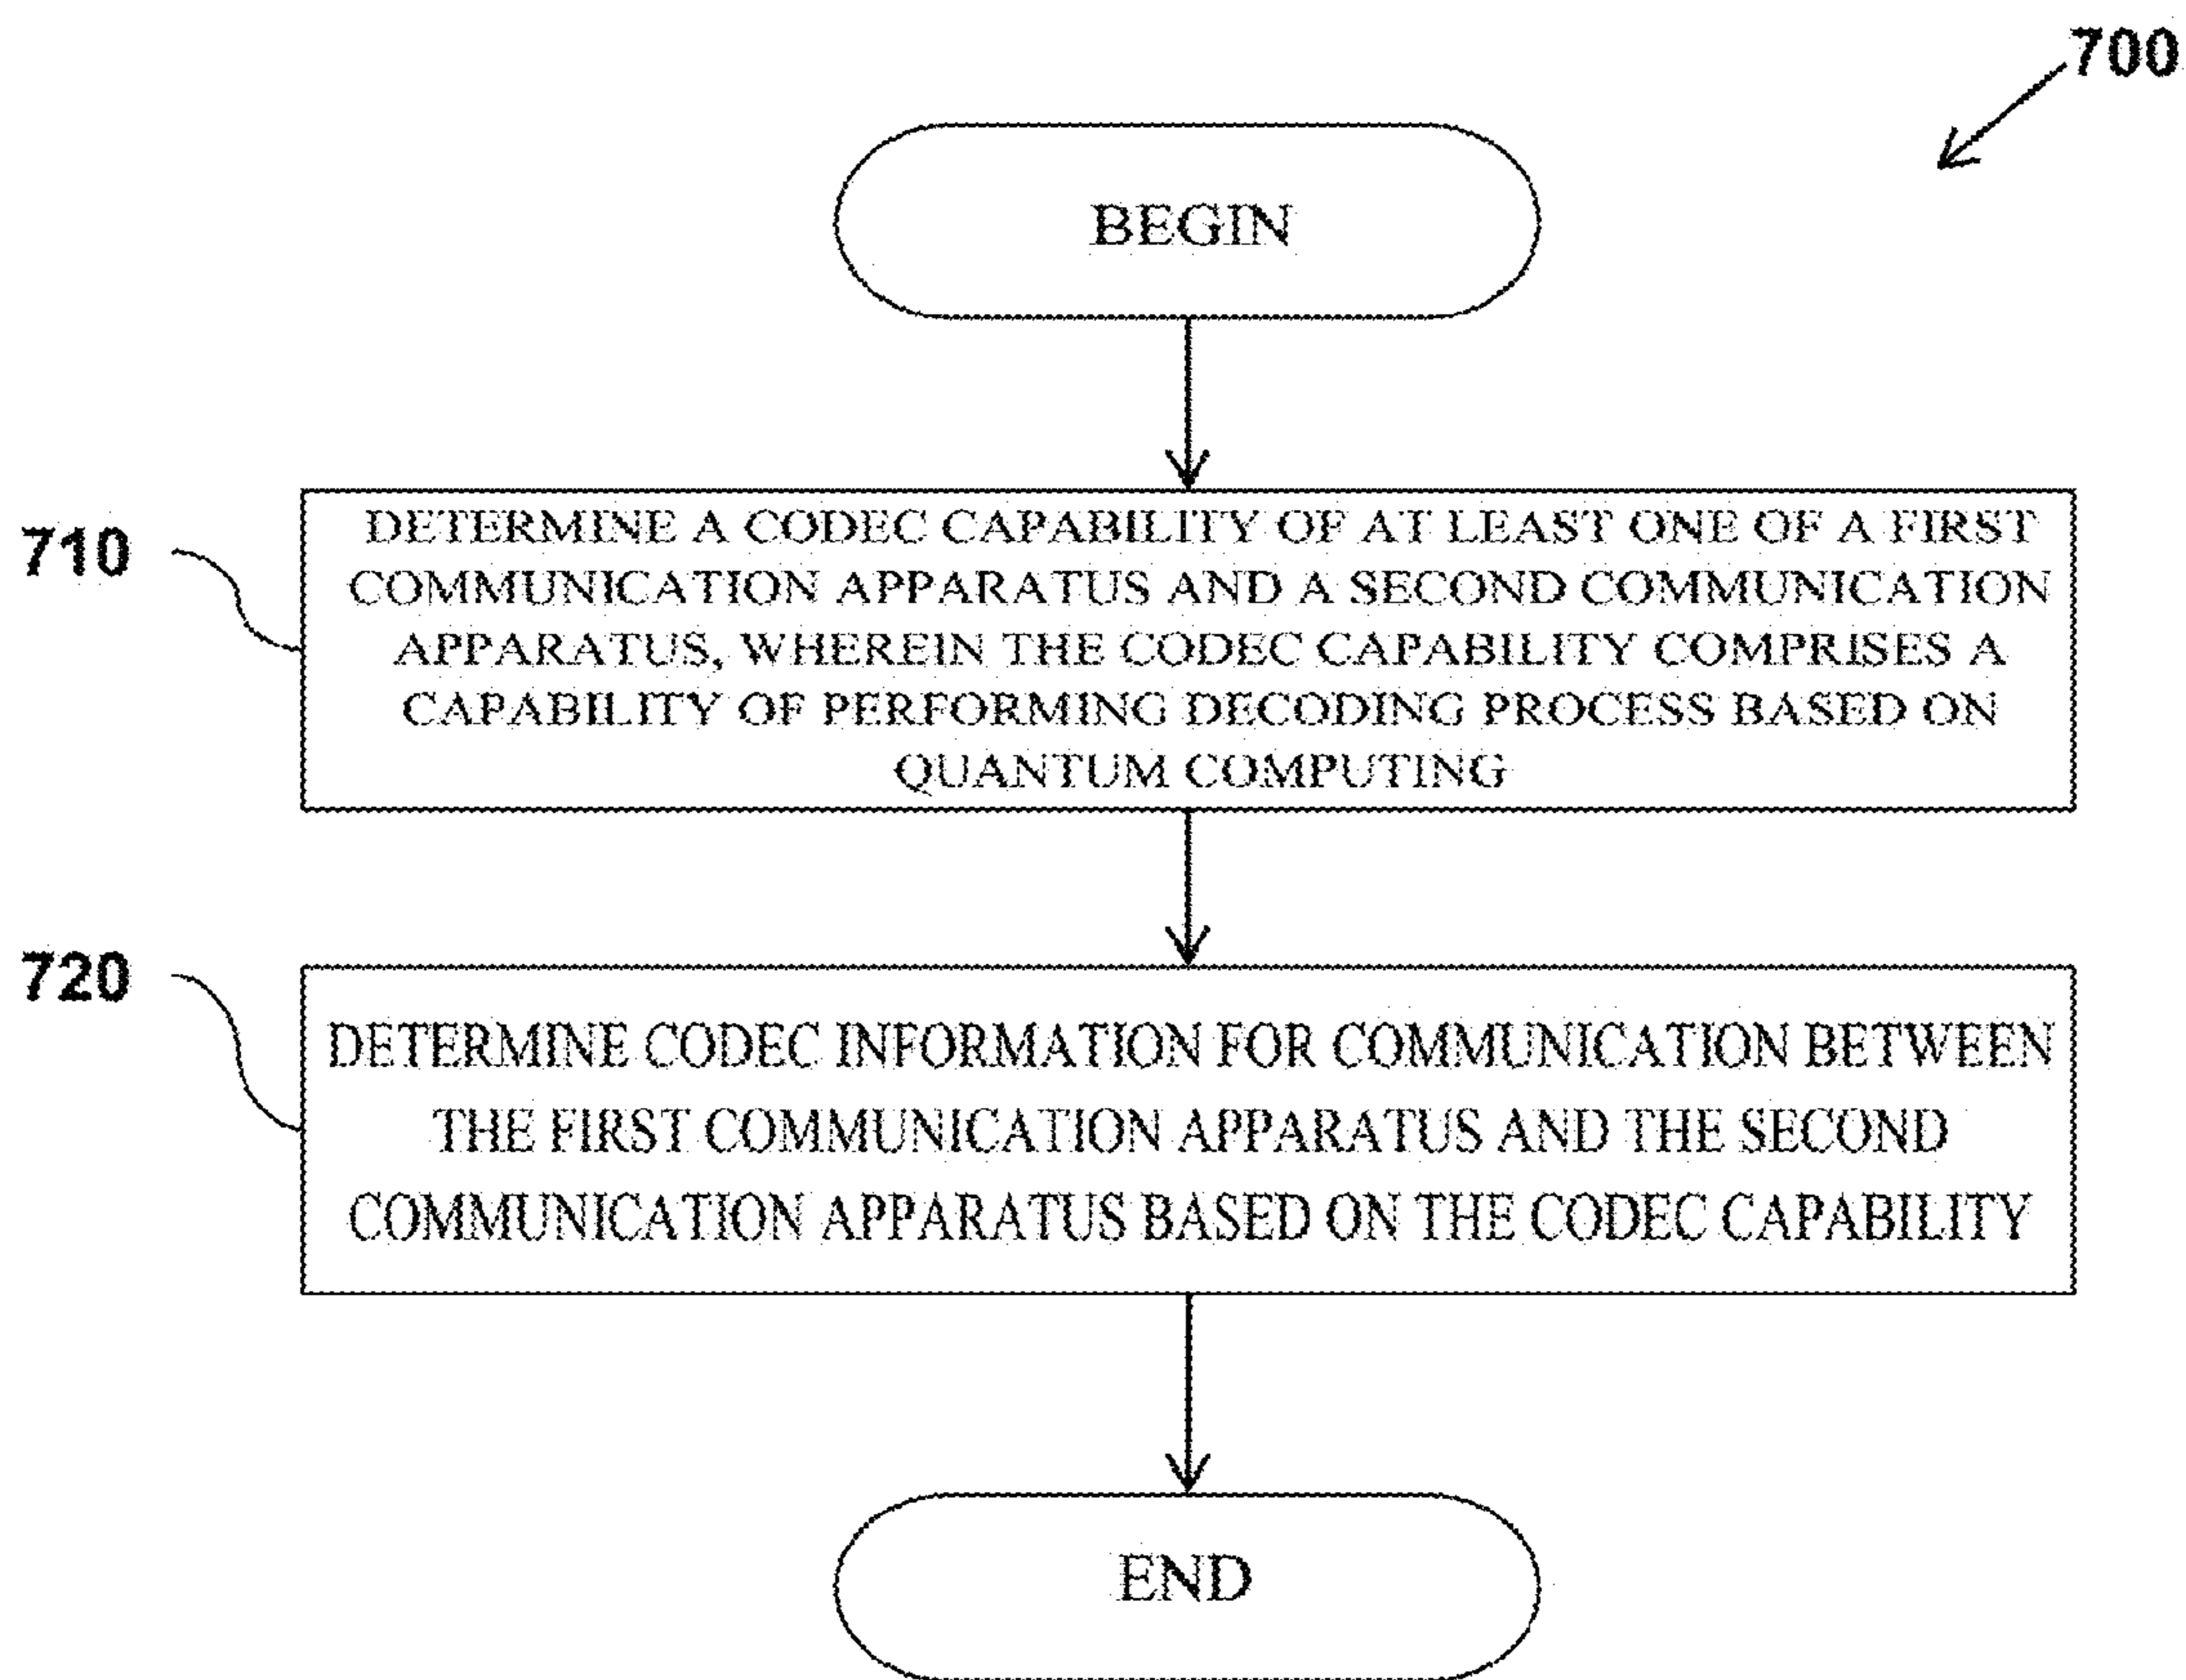 700
BEGIN
710
DETERMINE A CODEC CAPABILITY OF AT LEAST ONE OF A FIRST
COMMUNICATION APPARATUS AND A SECOND COMMUNICATION
APPARATUS, WHEREIN THE CODEC CAPABILITY COMPRISES A
CAPABILITY OF PERFORMING DECODING PROCESS BASED ON
QUANTUM COMPUTING
720
DETERMINE CODEC INFORMATION FOR COMMUNICATION BETWEEN
THE FIRST COMMUNICATION APPARATUS AND THE SECOND
COMMUNICATION APPARATUS BASED ON THE CODEC CAPABILITY
END